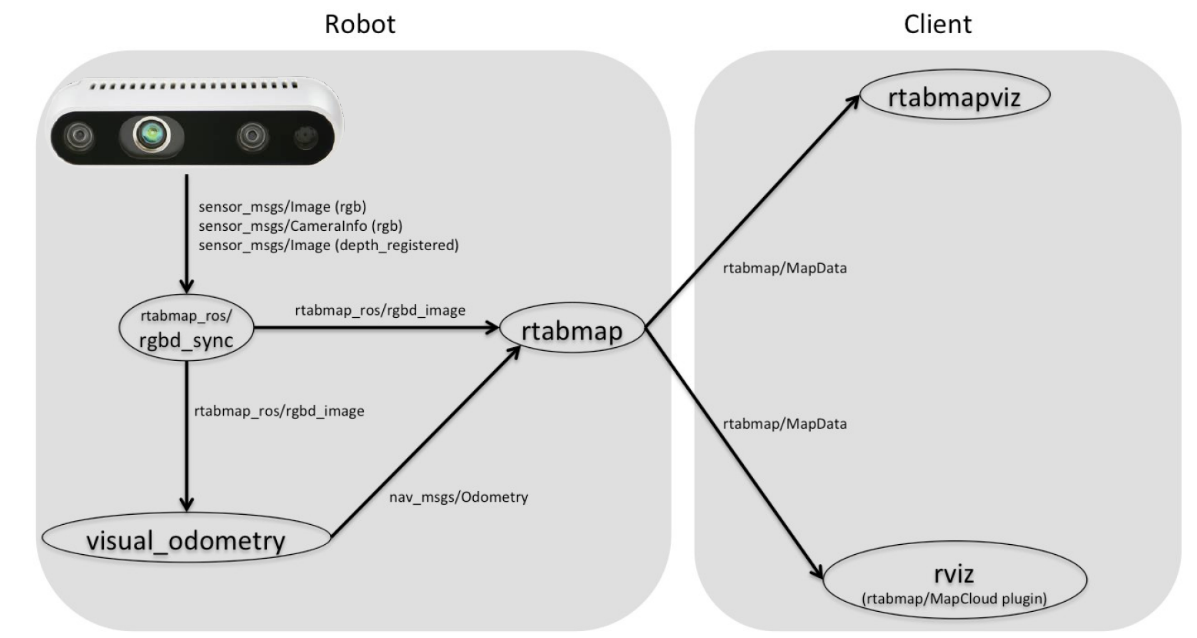 Robot
Client
rtabmapviz
sensor_msgs/Image (rgb)
sensor_msgs/CameraInfo (rgb)
sensor_msgs/Image (depth_registered)
rtabmap/MapData
rtabmap_ros/
rgbd_sync
rtabmap_ros/rgbd_image
rtabmap
rtabmap_ros/rgbd_image
rtabmap/MapData
nav_msgs/Odometry
visual_odometry
rviz
(rtabmap/MapCloud plugin)